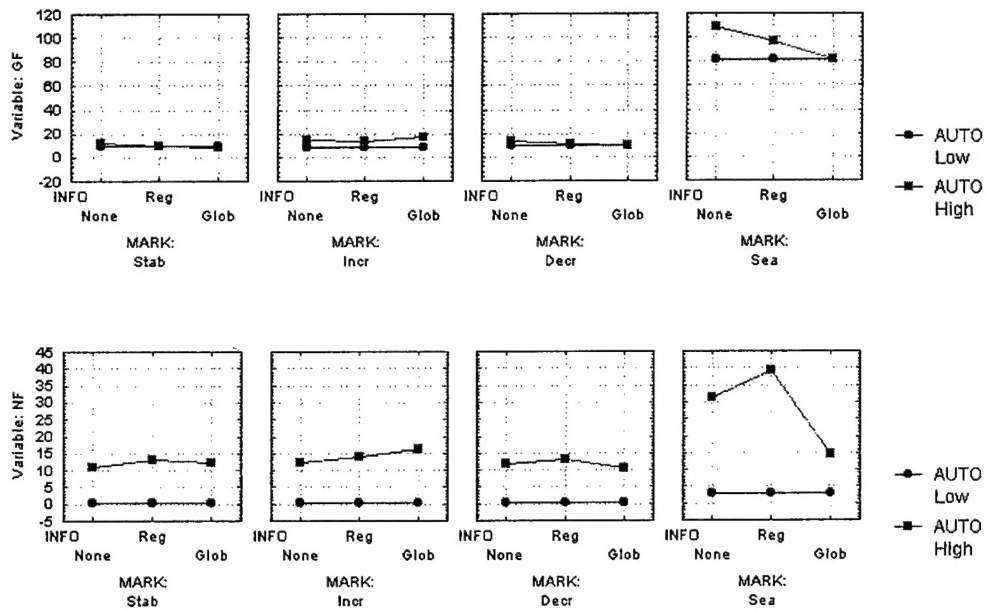 Variable: GF
120
100
80
60
40
20
0
-20
INFO Reg INFO Reg INFO Reg INFO Reg
None Glob None Glob None Glob None Glob
MARK: MARK: MARK: MARK:
Stab Incr Decr Sea
AUTO
Low
AUTO
High
Variable: NF
45
40
35
30
25
20
15
10
5
0
-5
INFO Reg INFO Reg INFO Reg INFO Reg
None Glob None Glob None Glob None Glob
MARK: MARK: MARK: MARK:
Stab Incr Decr Sea
AUTO
Low
AUTO
High